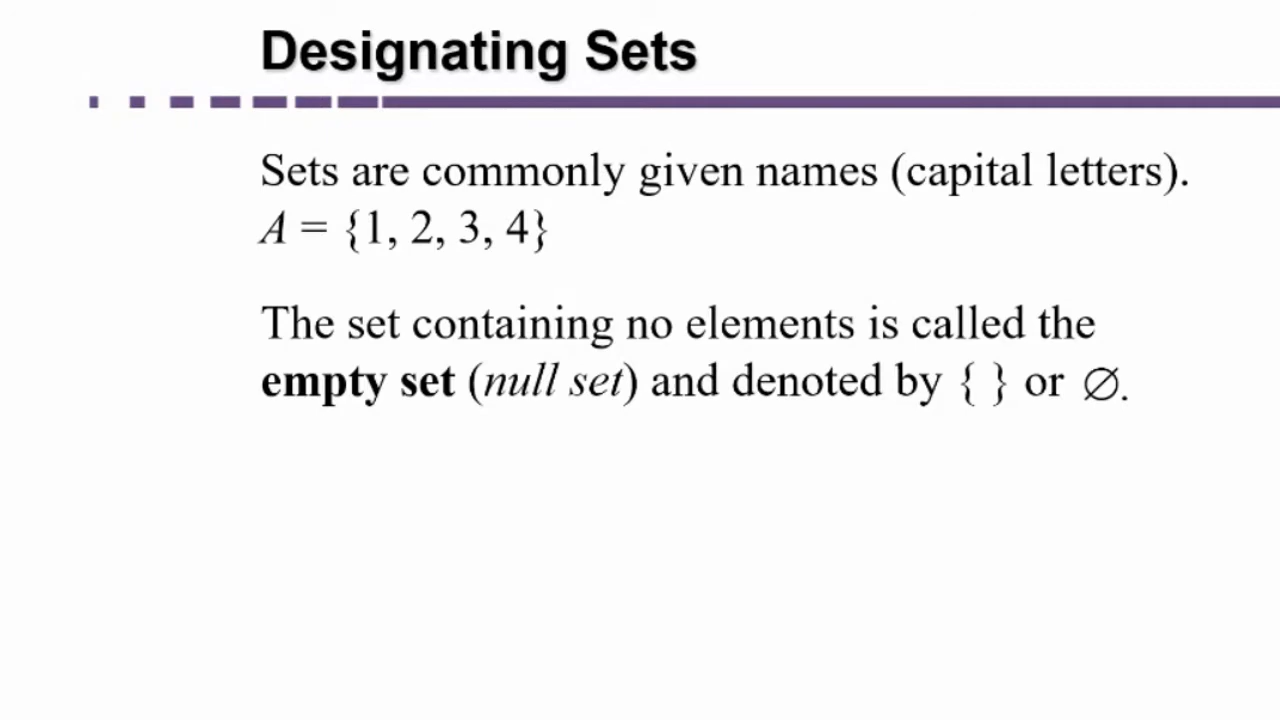 Designating Sets
Sets are commonly given names (capital letters).
A = {1, 2, 3, 4}
The set containing no elements is called the
empty set (null set) and denoted by { } or ∅.